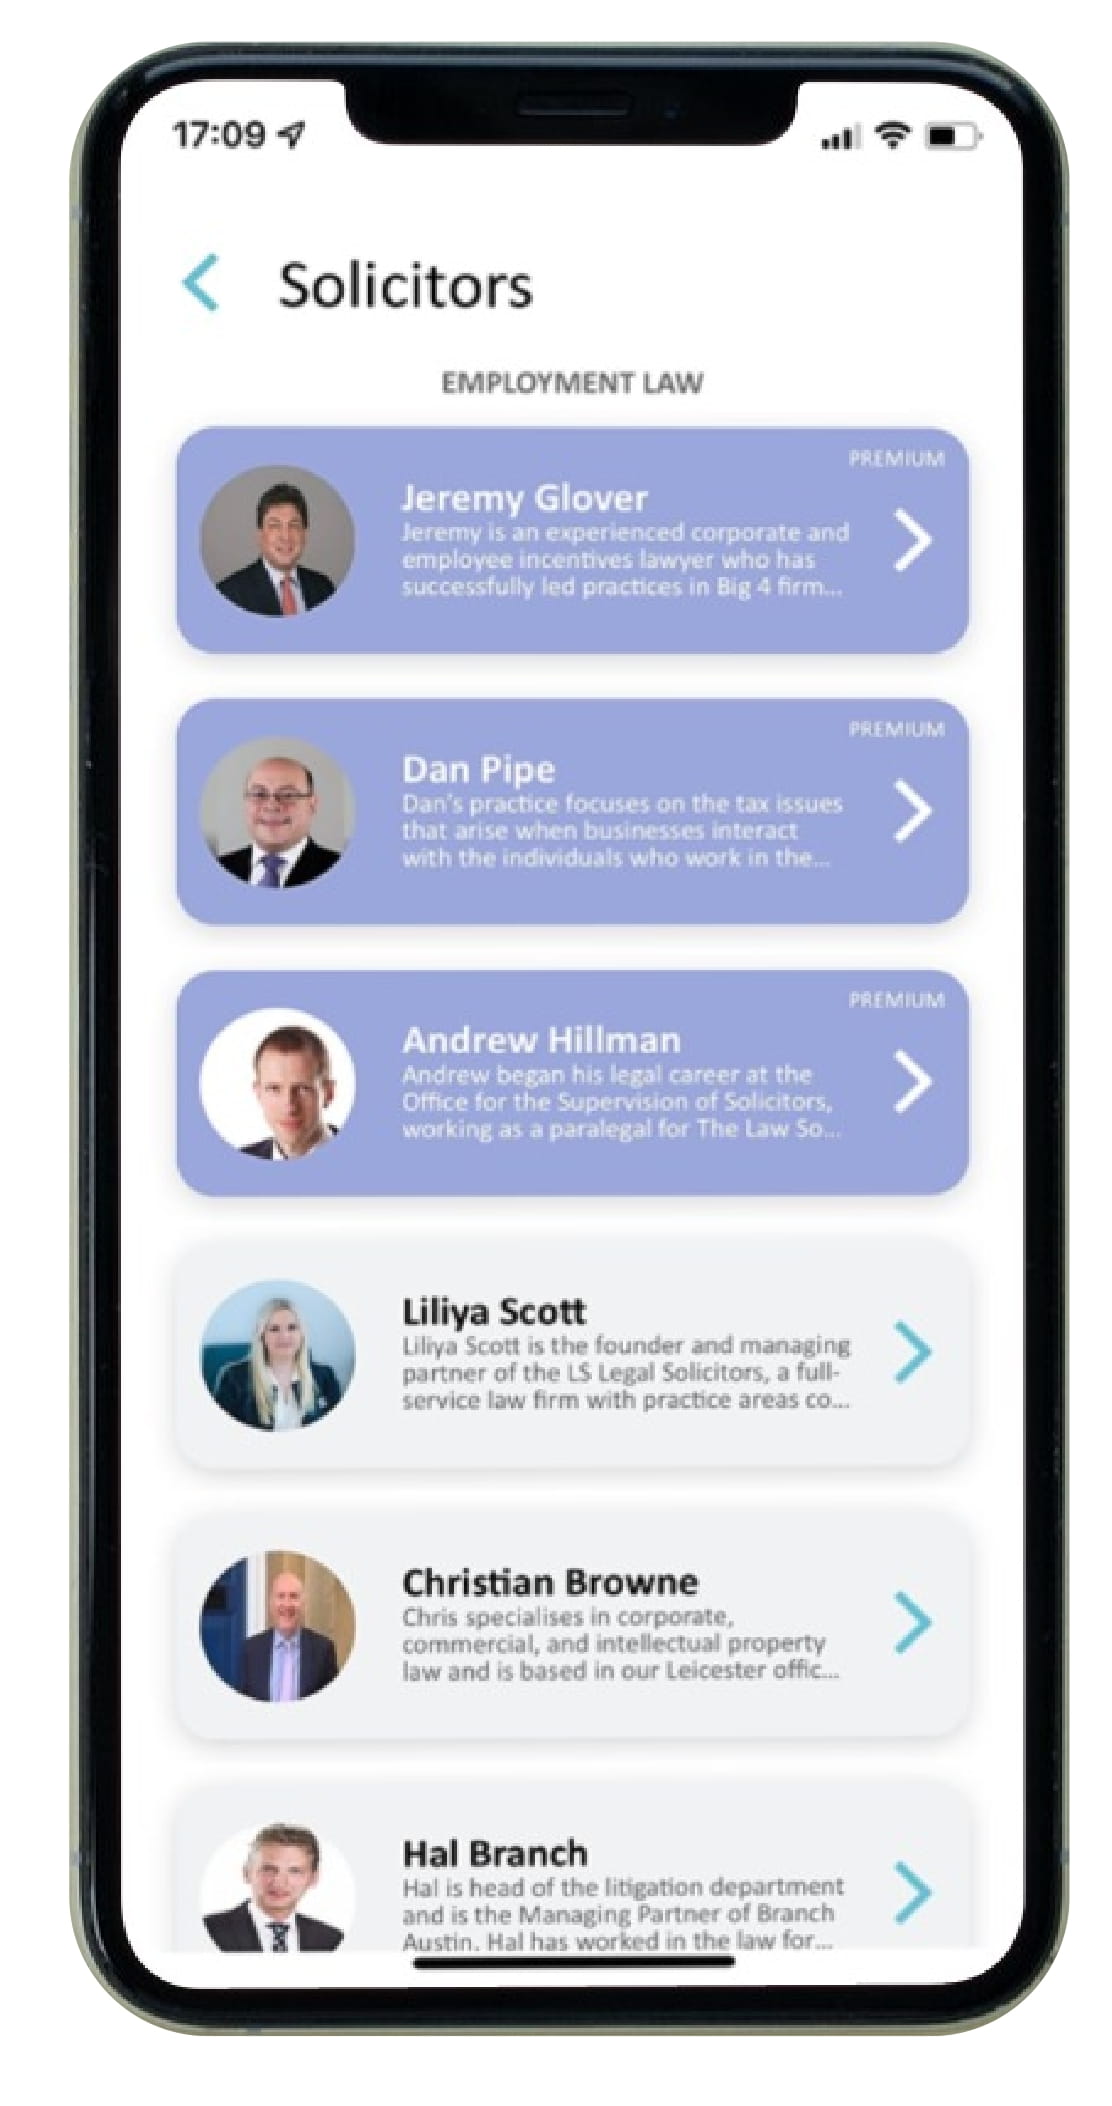 17:09
Solicitors
EMPLOYMENT LAW
PREMIUM
Jeremy Glover
Jeremy is an experienced corporate and
employee incentives lawyer who has
successfully led practices in Big 4 firm...
PREMIUM
Dan Pipe
Dan's practice focuses on the tax issues
that arise when businesses interact
with the individuals who work in the...
PREMIUM
Andrew Hillman
Andrew began his legal career at the
Office for the Supervision of Solicitors,
working as a paralegal for The Law So...
Liliya Scott
Liliya Scott is the founder and managing
partner of the LS Legal Solicitors, a full-
service law firm with practice areas co...
Christian Browne
Chris specialises in corporate,
commercial, and intellectual property
law and is based in our Leicester offic...
Hal Branch
Hal is head of the litigation department
and is the Managing Partner of Branch
Austin. Hal has worked in the law for...